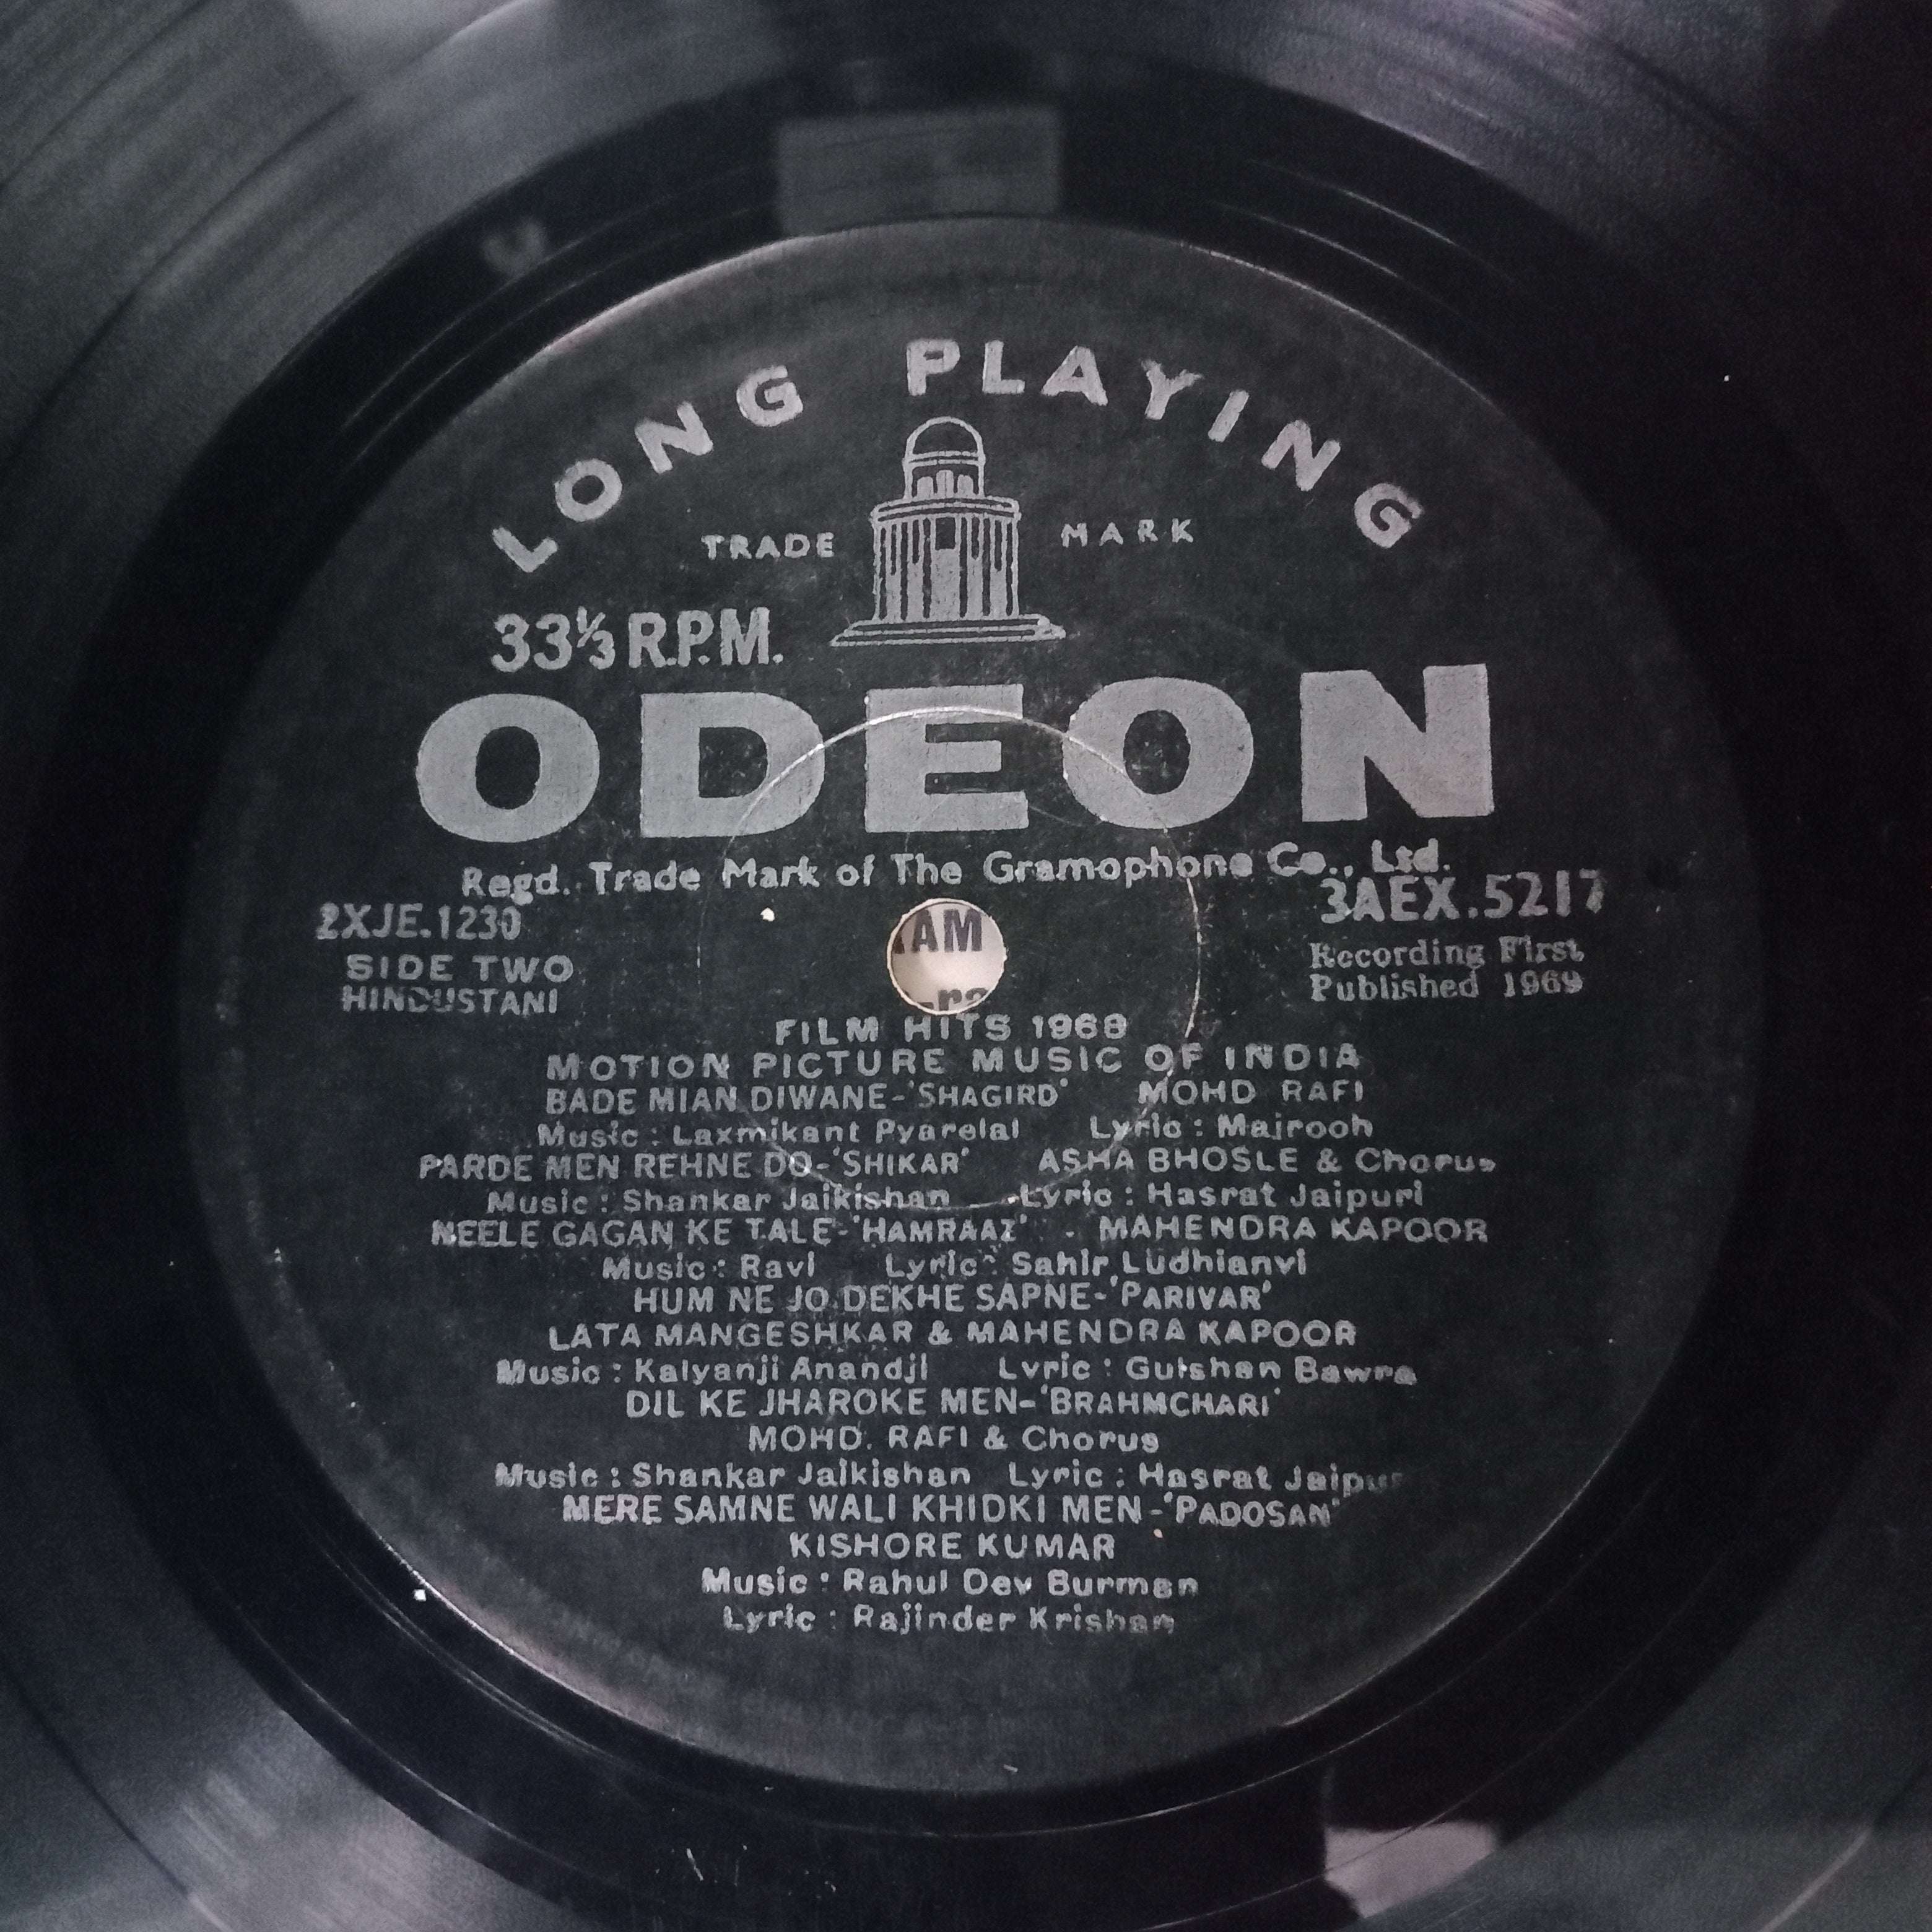 LONG PLAYING
TRADE MARK
33⅓ R.P.M.
ODEON
Regd. Trade Mark of The Gramophone Co., Ltd.
2XJE.1230
3AEX.5217
SIDE TWO
HINDUSTANI
Recording First
Published 1969
AM
FILM HITS 1968
MOTION PICTURE MUSIC OF INDIA
BADE MIAN DIWANE-'SHAGIRD' MOHD RAFI
Music : Laxmikant Pyarelal Lyric : Majrooh
PARDE MEN REHNE DO-'SHIKAR' ASHA BHOSLE & Chorus
Music : Shankar Jaikishan Lyric : Hasrat Jaipuri
NEELE GAGAN KE TALE-'HAMRAAZ' - MAHENDRA KAPOOR
Music : Ravi Lyric : Sahir Ludhianvi
HUM NE JO DEKHE SAPNE-'PARIVAR'
LATA MANGESHKAR & MAHENDRA KAPOOR
Music : Kalyanji Anandji Lyric : Gulshan Bawra
DIL KE JHAROKE MEN-'BRAHMCHARI'
MOHD. RAFI & Chorus
Music : Shankar Jaikishan Lyric : Hasrat Jaipur
MERE SAMNE WALI KHIDKI MEN-'PADOSAN'
KISHORE KUMAR
Music : Rahul Dev Burman
Lyric : Rajinder Krishan